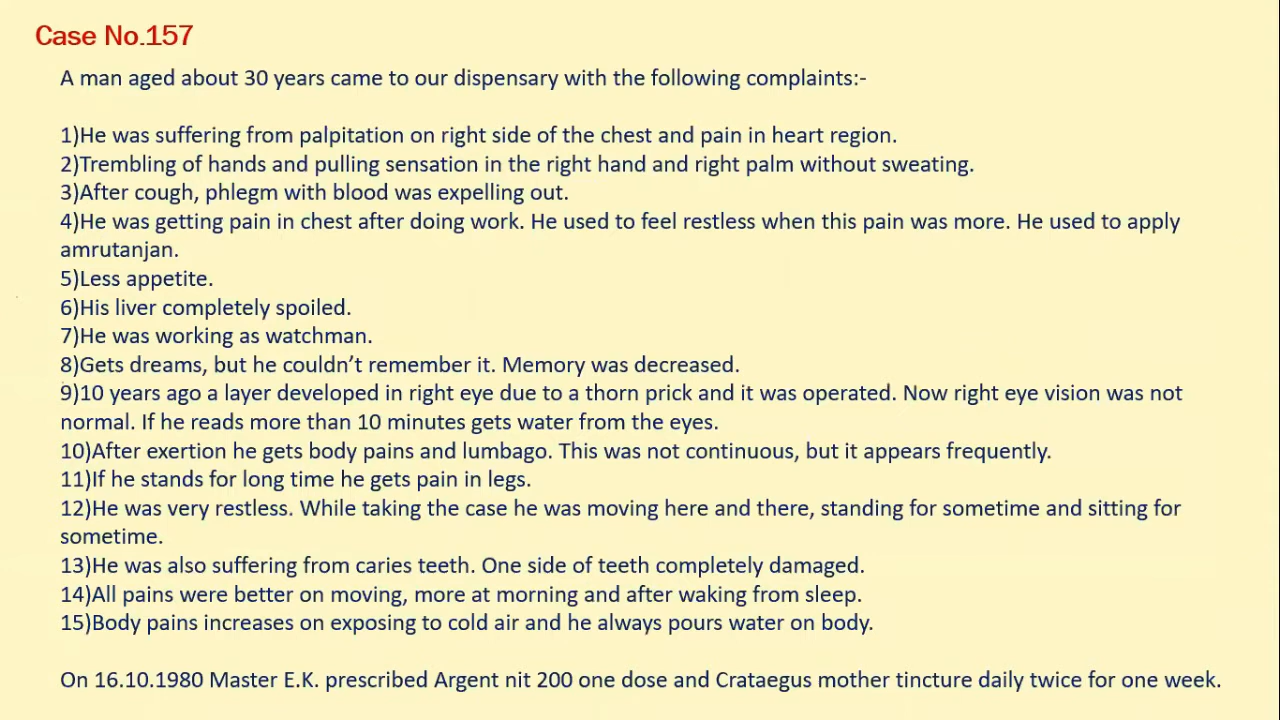 Case No.157
A man aged about 30 years came to our dispensary with the following complaints:-
1)He was suffering from palpitation on right side of the chest and pain in heart region.
2)Trembling of hands and pulling sensation in the right hand and right palm without sweating.
3)After cough, phlegm with blood was expelling out.
4)He was getting pain in chest after doing work. He used to feel restless when this pain was more. He used to apply
amrutanjan.
5)Less appetite.
6)His liver completely spoiled.
7)He was working as watchman.
8)Gets dreams, but he couldn’t remember it. Memory was decreased.
9)10 years ago a layer developed in right eye due to a thorn prick and it was operated. Now right eye vision was not
normal. If he reads more than 10 minutes gets water from the eyes.
10)After exertion he gets body pains and lumbago. This was not continuous, but it appears frequently.
11)If he stands for long time he gets pain in legs.
12)He was very restless. While taking the case he was moving here and there, standing for sometime and sitting for
sometime.
13)He was also suffering from caries teeth. One side of teeth completely damaged.
14)All pains were better on moving, more at morning and after waking from sleep.
15)Body pains increases on exposing to cold air and he always pours water on body.
On 16.10.1980 Master E.K. prescribed Argent nit 200 one dose and Crataegus mother tincture daily twice for one week.